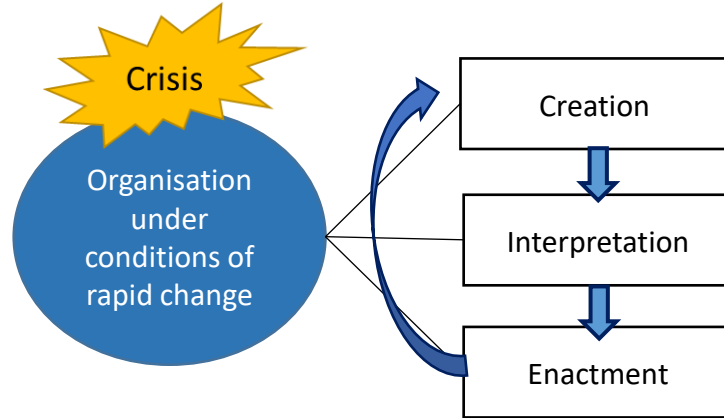 Crisis
Organisation
under
conditions of
rapid change
Creation
Interpretation
Enactment